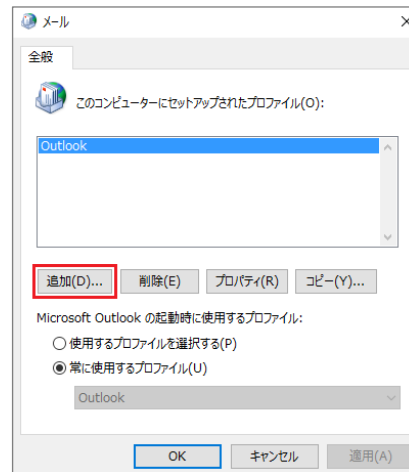 メール
全般
このコンピューターにセットアップされたプロファイル(O):
Outlook
追加(D)... 削除(E) プロパティ(R) コピー(Y)...
Microsoft Outlook の起動時に使用するプロファイル:
使用するプロファイルを選択する(P)
常に使用するプロファイル(U)
Outlook
OK キャンセル 適用(A)